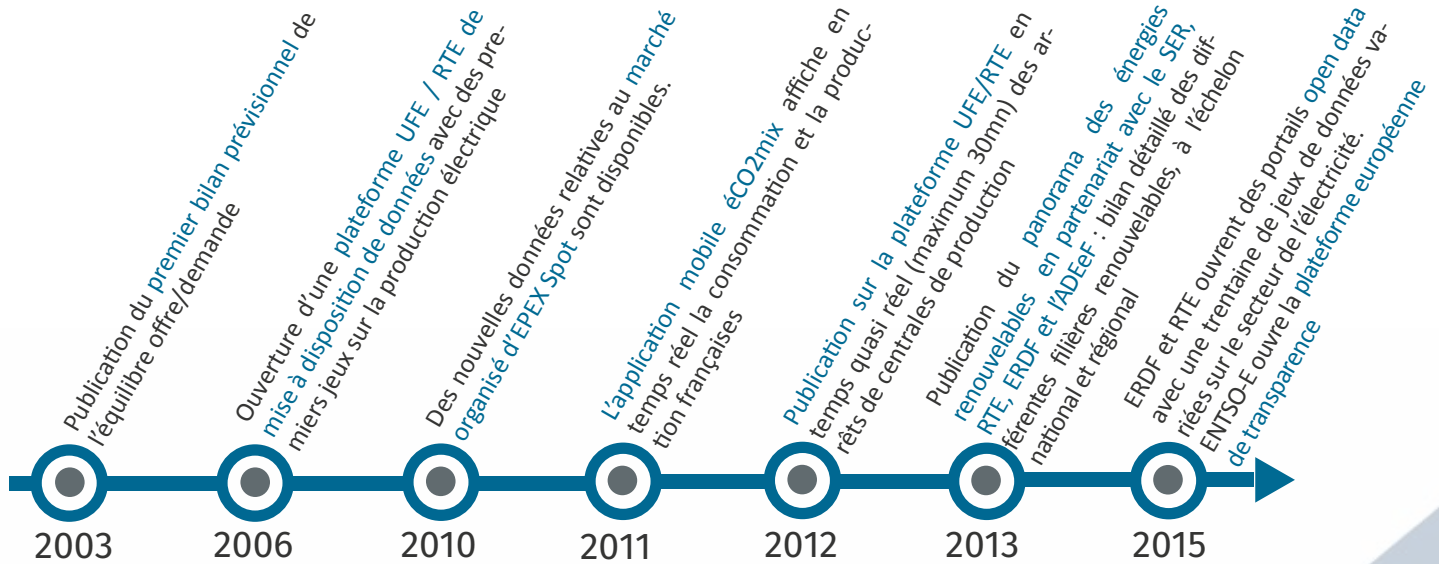 Publication du premier bilan prévisionnel de
l'équilibre offre/demande
2003
Ouverture d'une plateforme UFE / RTE de
mise à disposition de données avec des pre-
miers jeux sur la production électrique
2006
Des nouvelles données relatives au marché
organisé d'EPEX Spot sont disponibles.
2010
L'application mobile éCO2mix affiche en
temps réel la consommation et la produc-
tion françaises
2011
Publication sur la plateforme UFE/RTE en
temps quasi réel (maximum 30mn) des ar-
rêts de centrales de production
2012
Publication du panorama des énergies
renouvelables en partenariat avec le SER,
RTE, ERDF et l'ADEeF : bilan détaillé des dif-
férentes filières renouvelables, à l'échelon
national et régional
2013
ERDF et RTE ouvrent des portails open data
avec une trentaine de jeux de données va-
riées sur le secteur de l'électricité.
ENTSO-E ouvre la plateforme européenne
de transparence
2015